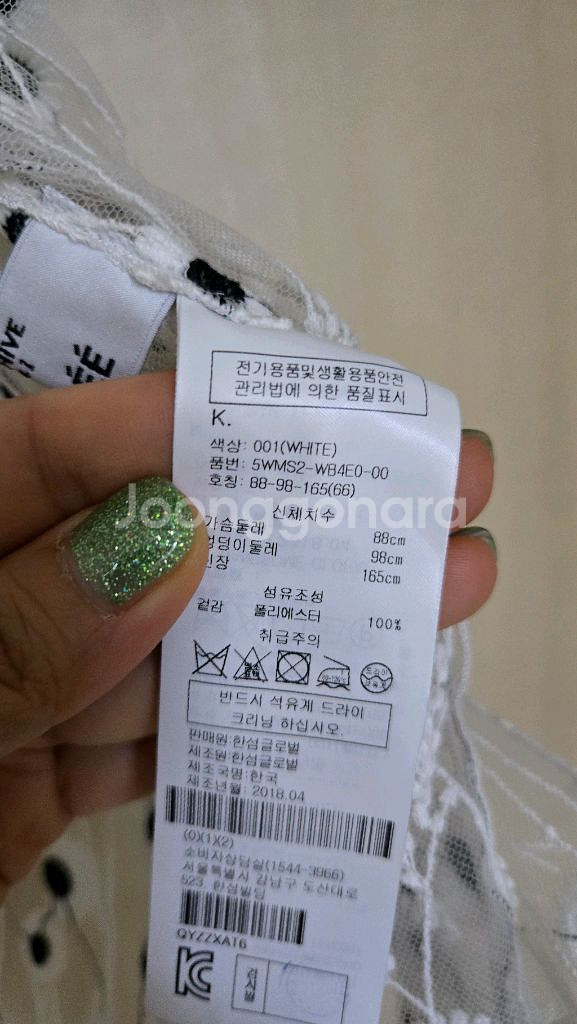 전기용품및생활용품안전
관리법에 의한 품질표시
K.
색상: 001(WHITE)
품번: 5WMS2-WB4E0-00
호칭: 88-98-165(66)
신체치수
가슴둘레 88cm
엉덩이둘레 98cm
신장 165cm
섬유조성
겉감 폴리에스터 100%
취급주의
드라이
반드시 석유계 드라이
크리닝 하십시오.
판매원:한섬글로벌
제조원:한섬글로벌
제조국명:한국
제조년월: 2018.04
(0X1X2)
소비자상담실(1544-3966)
서울특별시 강남구 도산대로
523 한섬빌딩
QYZZXAT6
Joonggonara